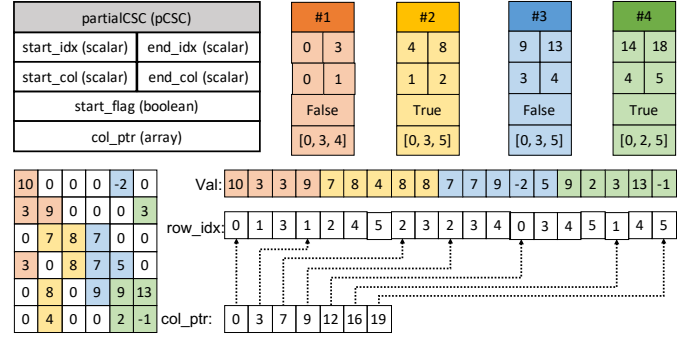 partialCSC (pCSC)
start_idx (scalar) end_idx (scalar)
start_col (scalar) end_col (scalar)
start_flag (boolean)
col_ptr (array)
#1 #2 #3 #4
0 3 4 8 9 13 14 18
0 1 1 2 3 4 4 5
False True False True
[0, 3, 4] [0, 3, 5] [0, 3, 5] [0, 2, 5]
10 0 0 0 -2 0
3 9 0 0 0 3
0 7 8 7 0 0
3 0 8 7 5 0
0 8 0 9 9 13
0 4 0 0 2 -1
Val: 10 3 3 9 7 8 4 8 8 7 7 9 -2 5 9 2 3 13 -1
row_idx: 0 1 3 1 2 4 5 2 3 2 3 4 0 3 4 5 1 4 5
col_ptr: 0 3 7 9 12 16 19